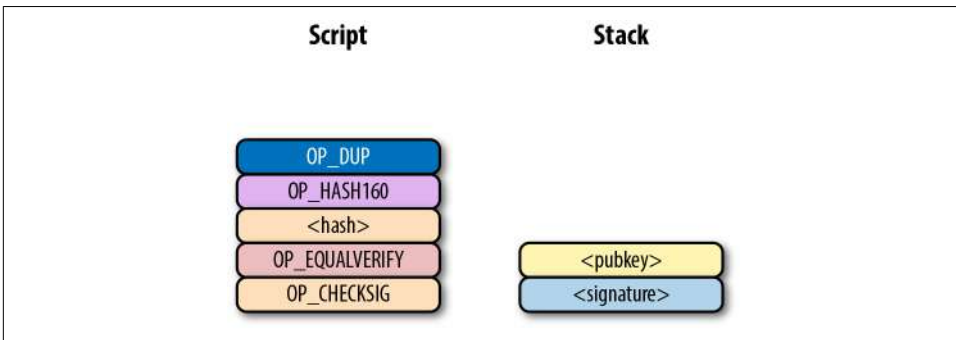 Script
Stack
OP_DUP
OP_HASH160
<hash>
OP_EQUALVERIFY
OP_CHECKSIG
<pubkey>
<signature>